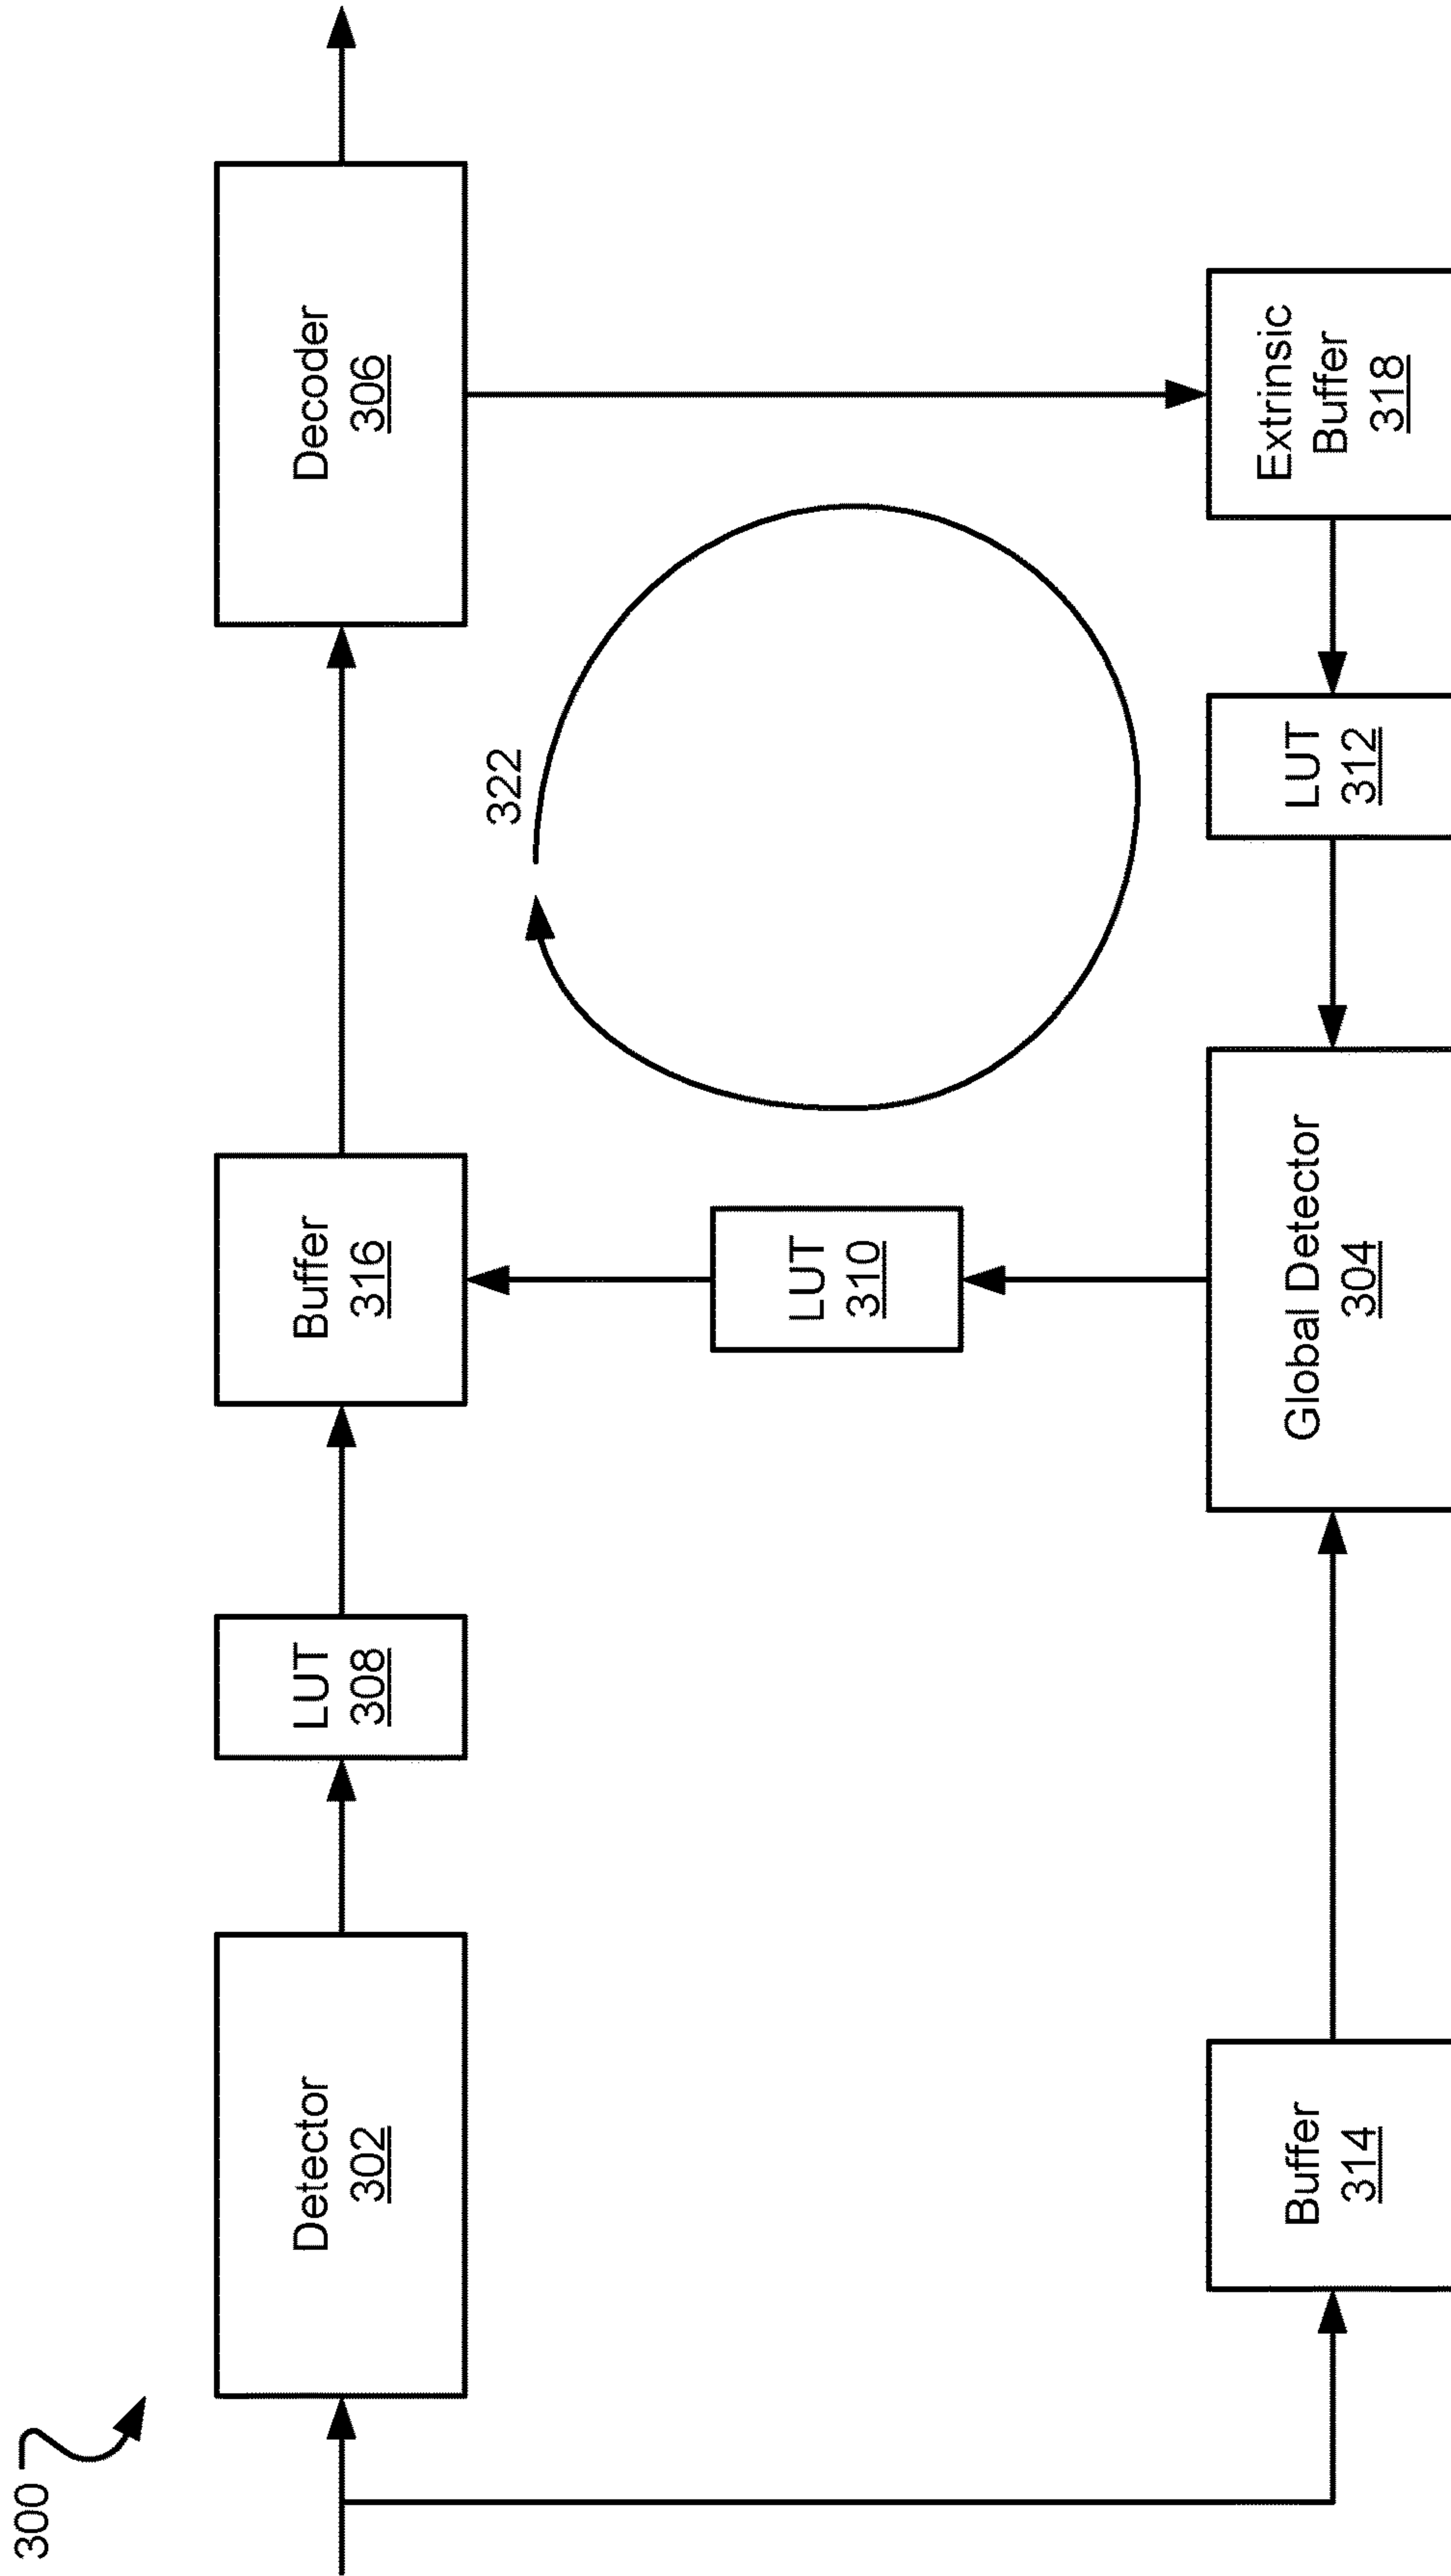 300
Detector
302
LUT
308
Buffer
316
Decoder
306
322
LUT
310
Buffer
314
Global Detector
304
LUT
312
Extrinsic
Buffer
318